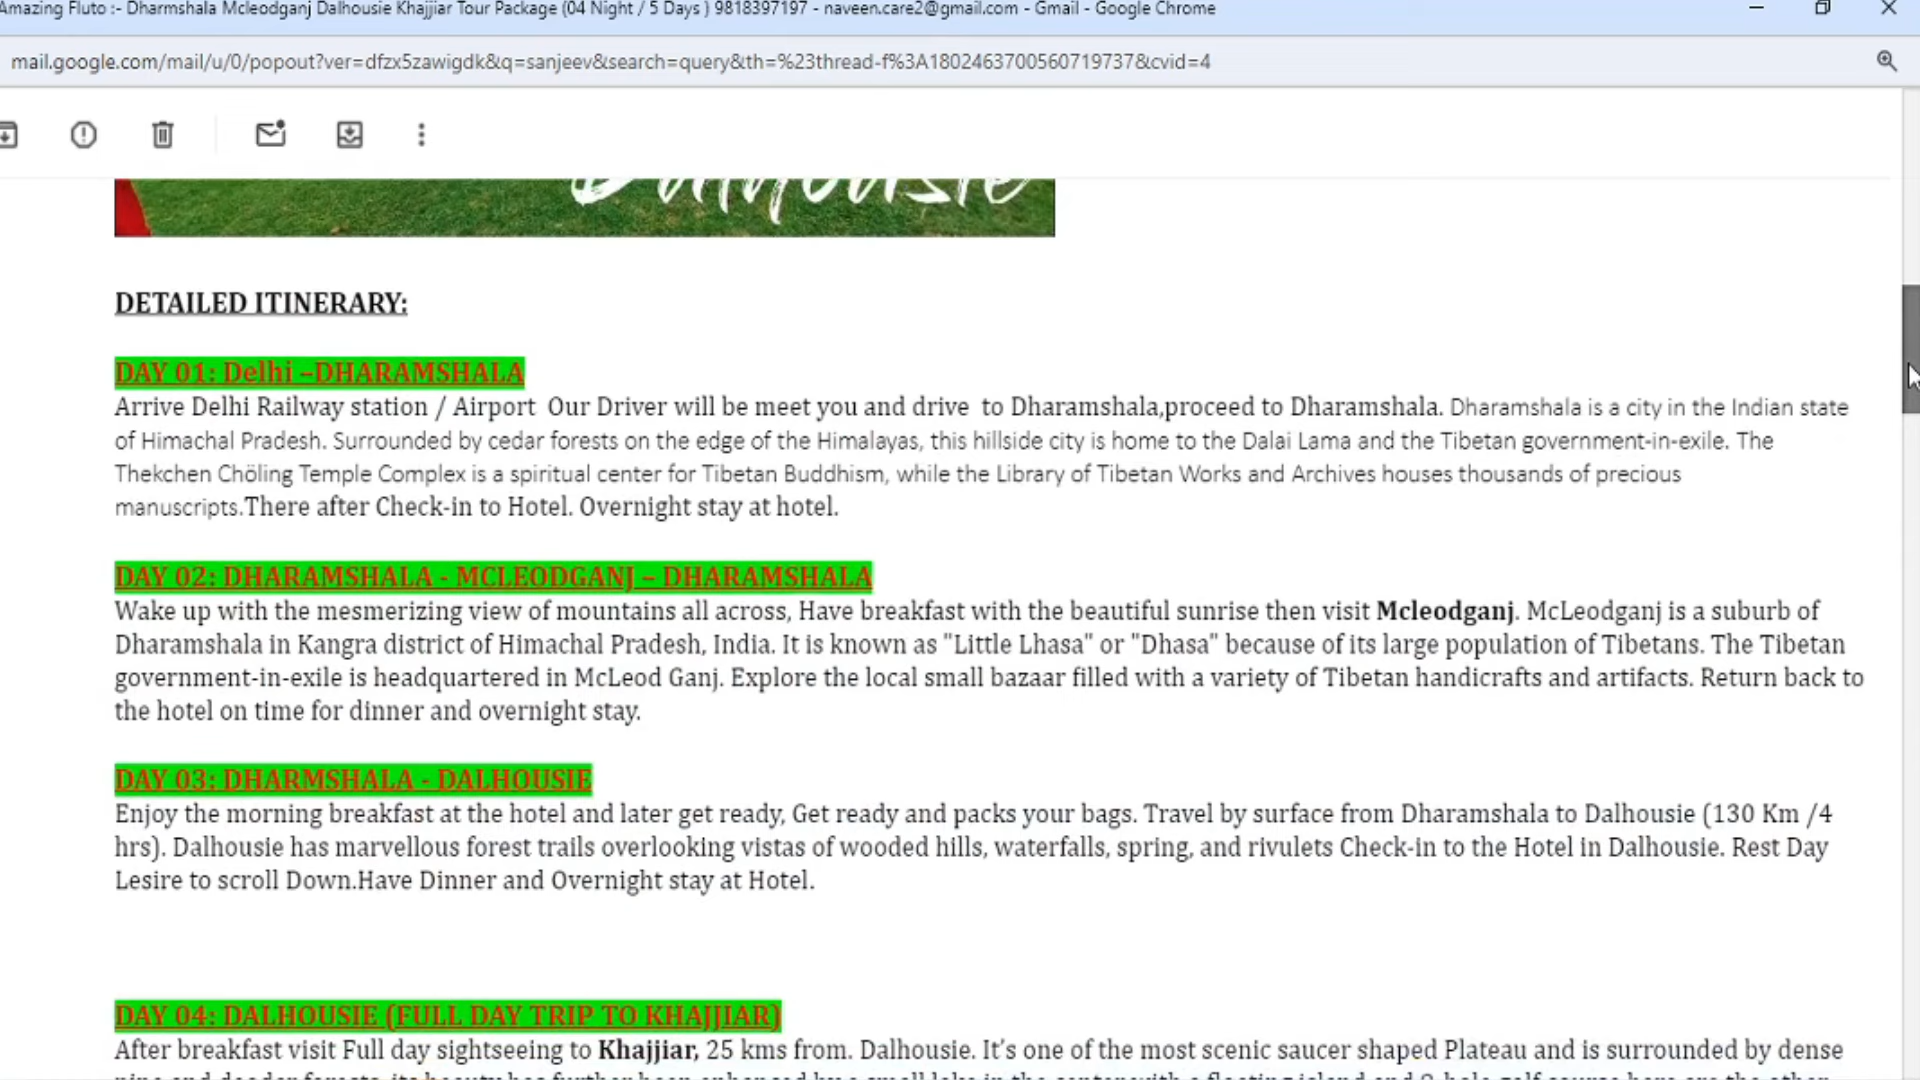 Amazing Fluto :- Dharmshala Mcleodganj Dalhousie Khajjiar Tour Package (04 Night / 5 Days ) 9818397197 - naveen.care2@gmail.com - Gmail - Google Chrome
mail.google.com/mail/u/0/popout?ver=dfzx5zawigdk&q=sanjeev&search=query&th=%23thread-f%3A1802463700560719737&cvid=4
Dalhousie
DETAILED ITINERARY:
DAY 01: Delhi –DHARAMSHALA
Arrive Delhi Railway station / Airport  Our Driver will be meet you and drive  to Dharamshala,proceed to Dharamshala. Dharamshala is a city in the Indian state
of Himachal Pradesh. Surrounded by cedar forests on the edge of the Himalayas, this hillside city is home to the Dalai Lama and the Tibetan government-in-exile. The
Thekchen Chöling Temple Complex is a spiritual center for Tibetan Buddhism, while the Library of Tibetan Works and Archives houses thousands of precious
manuscripts.There after Check-in to Hotel. Overnight stay at hotel.
DAY 02: DHARAMSHALA - MCLEODGANJ – DHARAMSHALA
Wake up with the mesmerizing view of mountains all across, Have breakfast with the beautiful sunrise then visit Mcleodganj. McLeodganj is a suburb of
Dharamshala in Kangra district of Himachal Pradesh, India. It is known as "Little Lhasa" or "Dhasa" because of its large population of Tibetans. The Tibetan
government-in-exile is headquartered in McLeod Ganj. Explore the local small bazaar filled with a variety of Tibetan handicrafts and artifacts. Return back to
the hotel on time for dinner and overnight stay.
DAY 03: DHARMSHALA - DALHOUSIE
Enjoy the morning breakfast at the hotel and later get ready, Get ready and packs your bags. Travel by surface from Dharamshala to Dalhousie (130 Km /4
hrs). Dalhousie has marvellous forest trails overlooking vistas of wooded hills, waterfalls, spring, and rivulets Check-in to the Hotel in Dalhousie. Rest Day
Lesire to scroll Down.Have Dinner and Overnight stay at Hotel.
DAY 04: DALHOUSIE (FULL DAY TRIP TO KHAJJIAR)
After breakfast visit Full day sightseeing to Khajjiar, 25 kms from. Dalhousie. It’s one of the most scenic saucer shaped Plateau and is surrounded by dense